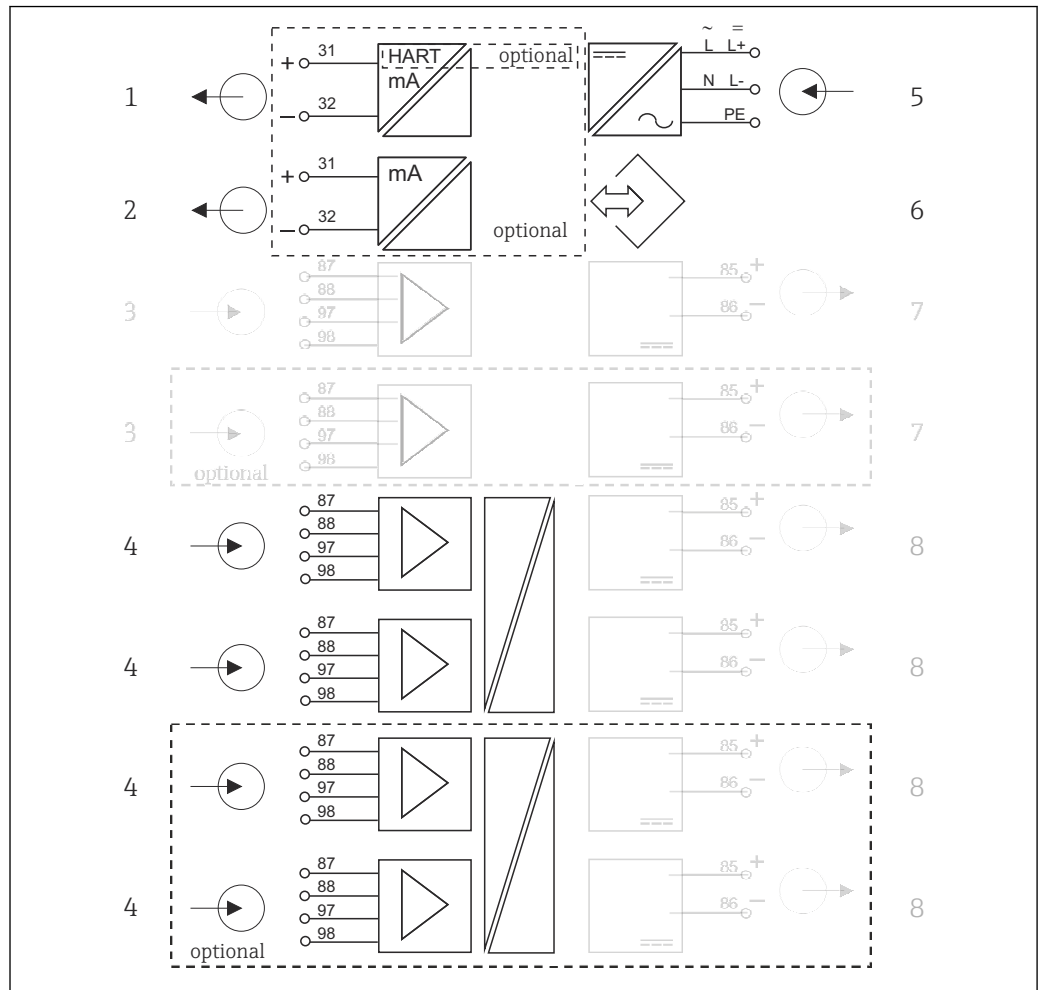 ~ =
31 HART optional L L+
+ mA N L-
1 32 5
– PE
31
+ mA
2 32 6
– optional
87
88 85 +
3 97 86 – 7
98
87
88 85 +
3 97 86 – 7
98
optional
87
88 85 +
4 97 86 – 8
98
87
88 85 +
4 97 86 – 8
98
87
88 85 +
4 97 86 – 8
98
87
88 85 +
4 97 86 – 8
98
optional